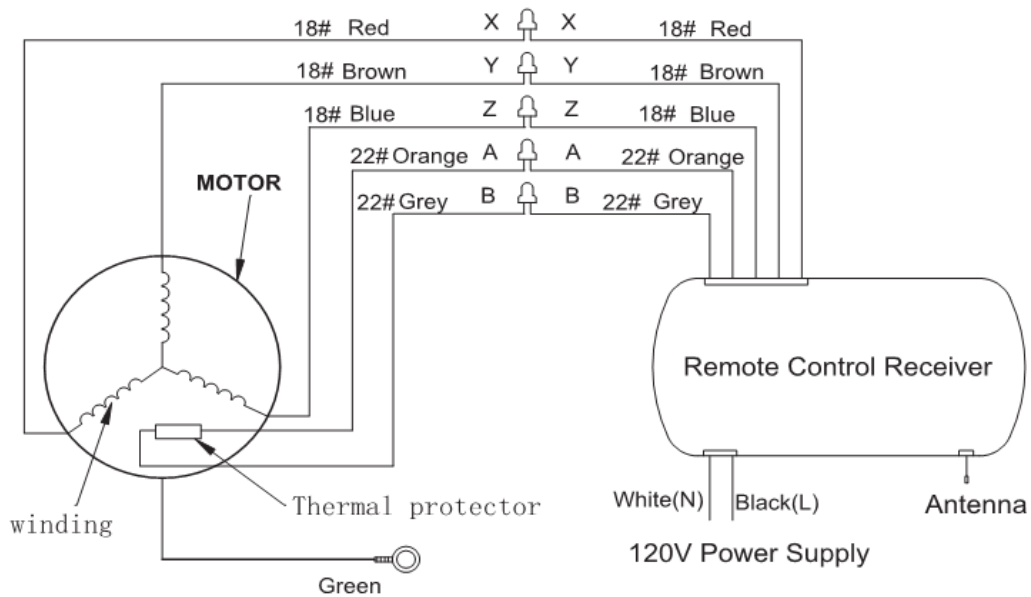 18# Red X X 18# Red
18# Brown Y Y 18# Brown
18# Blue Z Z 18# Blue
22# Orange A A 22# Orange
MOTOR
22# Grey B B 22# Grey
Remote Control Receiver
Thermal protector
winding
White(N) Black(L)
Antenna
120V Power Supply
Green